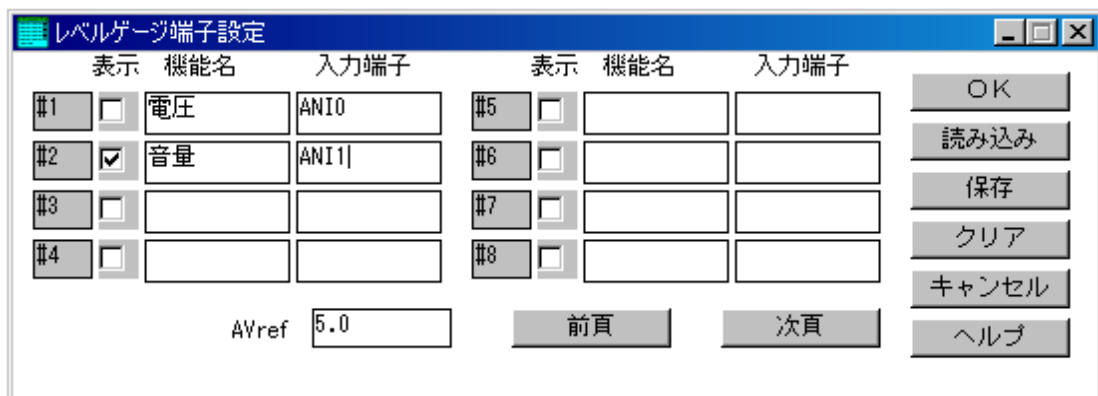 レベルゲージ端子設定
表示 機能名 入力端子 表示 機能名 入力端子
#1 電圧 ANI0 #5
#2 音量 ANI1 #6
#3 #7
#4 #8
AVref 5.0 前頁 次頁
OK
読み込み
保存
クリア
キャンセル
ヘルプ